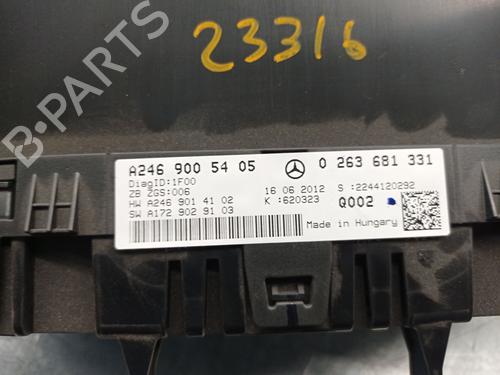 23316
A246 900 54 05 0 263 681 331
DiagID:1F00
ZB ZGS:006 16 06 2012 S :2244120292
HW A246 901 41 02 K :620323 Q002
SW A172 902 91 03 Made in Hungary